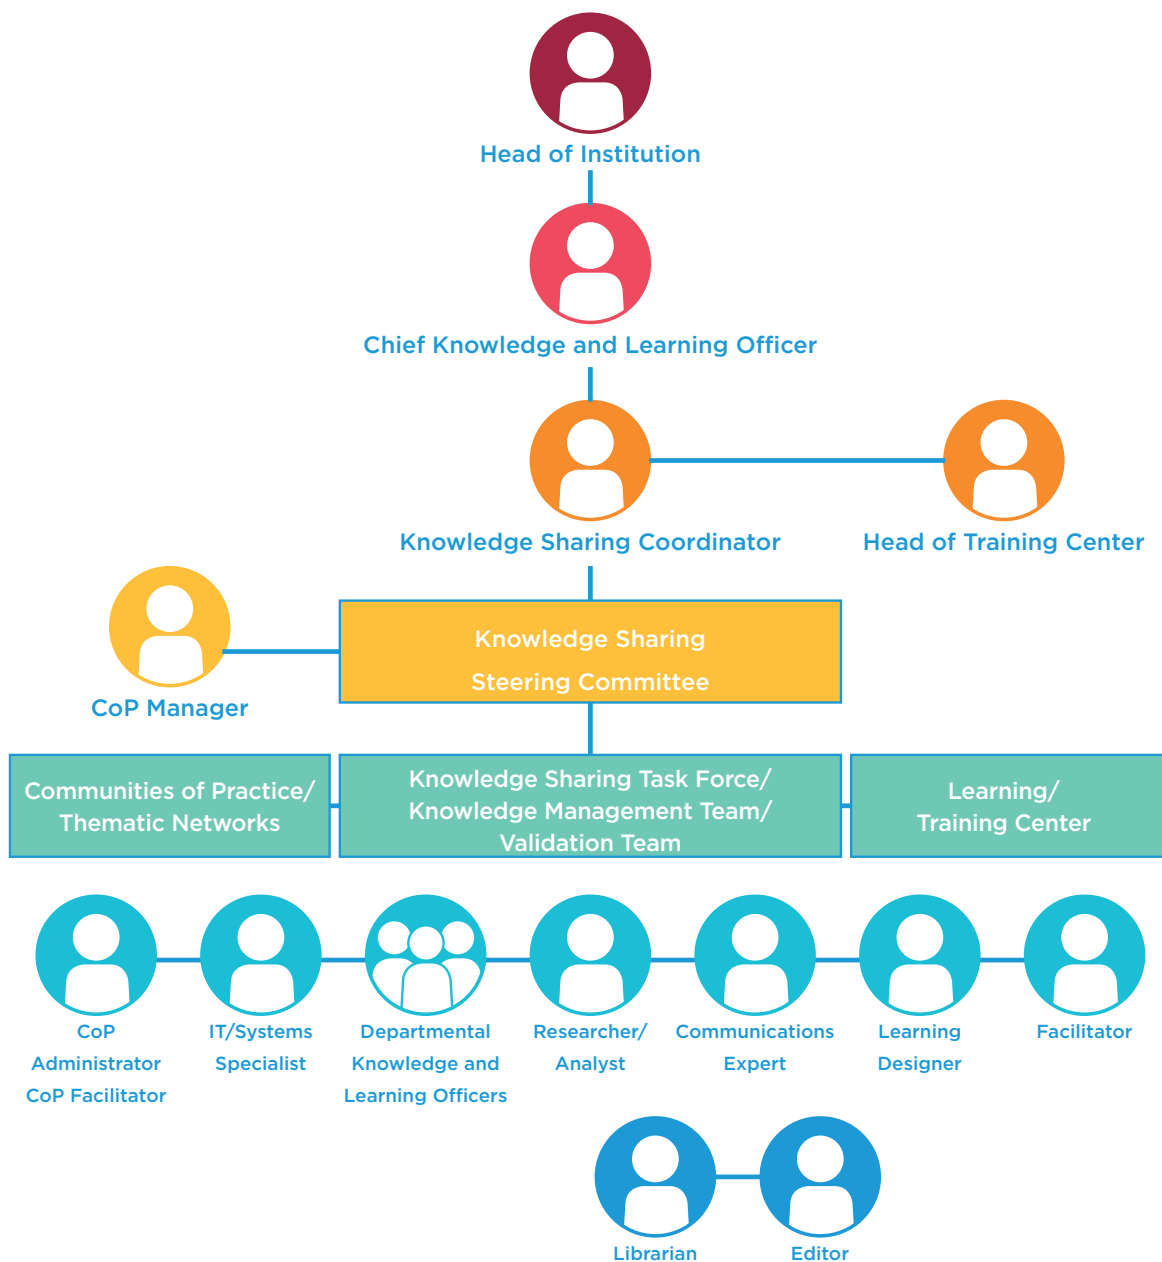 Head of Institution
Chief Knowledge and Learning Officer
Knowledge Sharing Coordinator
Head of Training Center
Knowledge Sharing
Steering Committee
CoP Manager
Communities of Practice/
Thematic Networks
Knowledge Sharing Task Force/
Knowledge Management Team/
Validation Team
Learning/
Training Center
CoP
Administrator
CoP Facilitator
IT/Systems
Specialist
Departmental
Knowledge and
Learning Officers
Researcher/
Analyst
Communications
Expert
Learning
Designer
Facilitator
Librarian
Editor